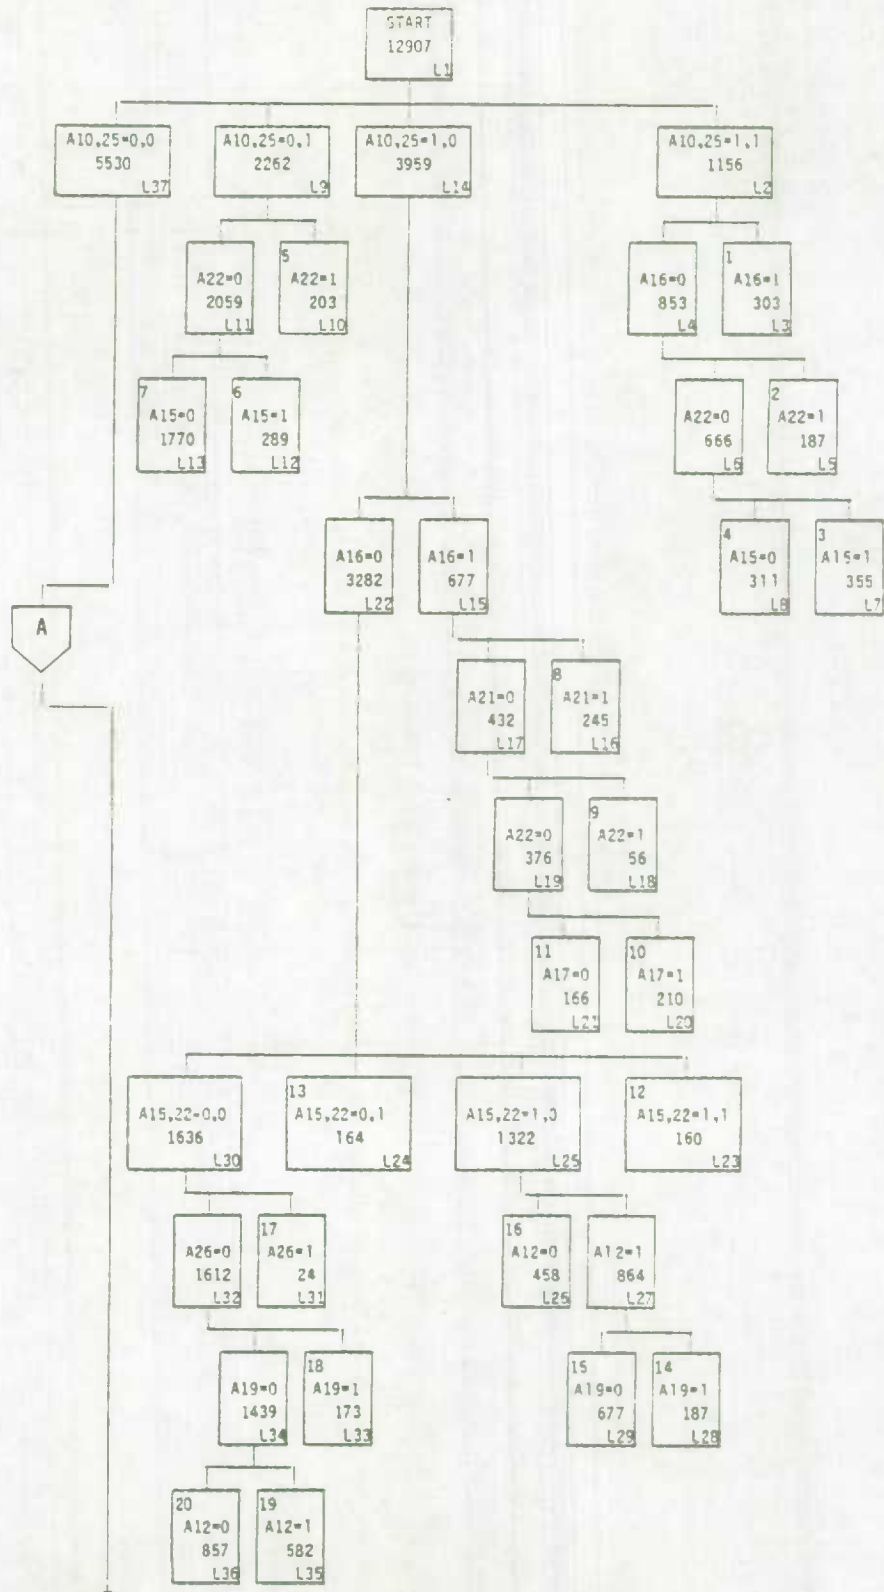 START
12907
L1
A10,25=0,0
5530
L37
A10,25=0,1
2262
L9
A10,25=1,0
3959
L14
A10,25=1,1
1156
L2
A22=0
2059
L11
5
A22=1
203
L10
A16=0
853
L4
1
A16=1
303
L3
7
A15=0
1770
L13
6
A15=1
289
L12
A22=0
666
L6
2
A22=1
187
L5
A16=0
3282
L22
A16=1
677
L15
4
A15=0
311
L8
3
A15=1
355
L7
A
A21=0
432
L17
8
A21=1
245
L16
A22=0
376
L19
9
A22=1
56
L18
11
A17=0
166
L21
10
A17=1
210
L20
A15,22=0,0
1636
L30
13
A15,22=0,1
164
L24
A15,22=1,0
1322
L25
12
A15,22=1,1
160
L23
A26=0
1612
L32
17
A26=1
24
L31
16
A12=0
458
L26
A12=1
864
L27
A19=0
1439
L34
18
A19=1
173
L33
15
A19=0
677
L29
14
A19=1
187
L28
20
A12=0
857
L36
19
A12=1
582
L35